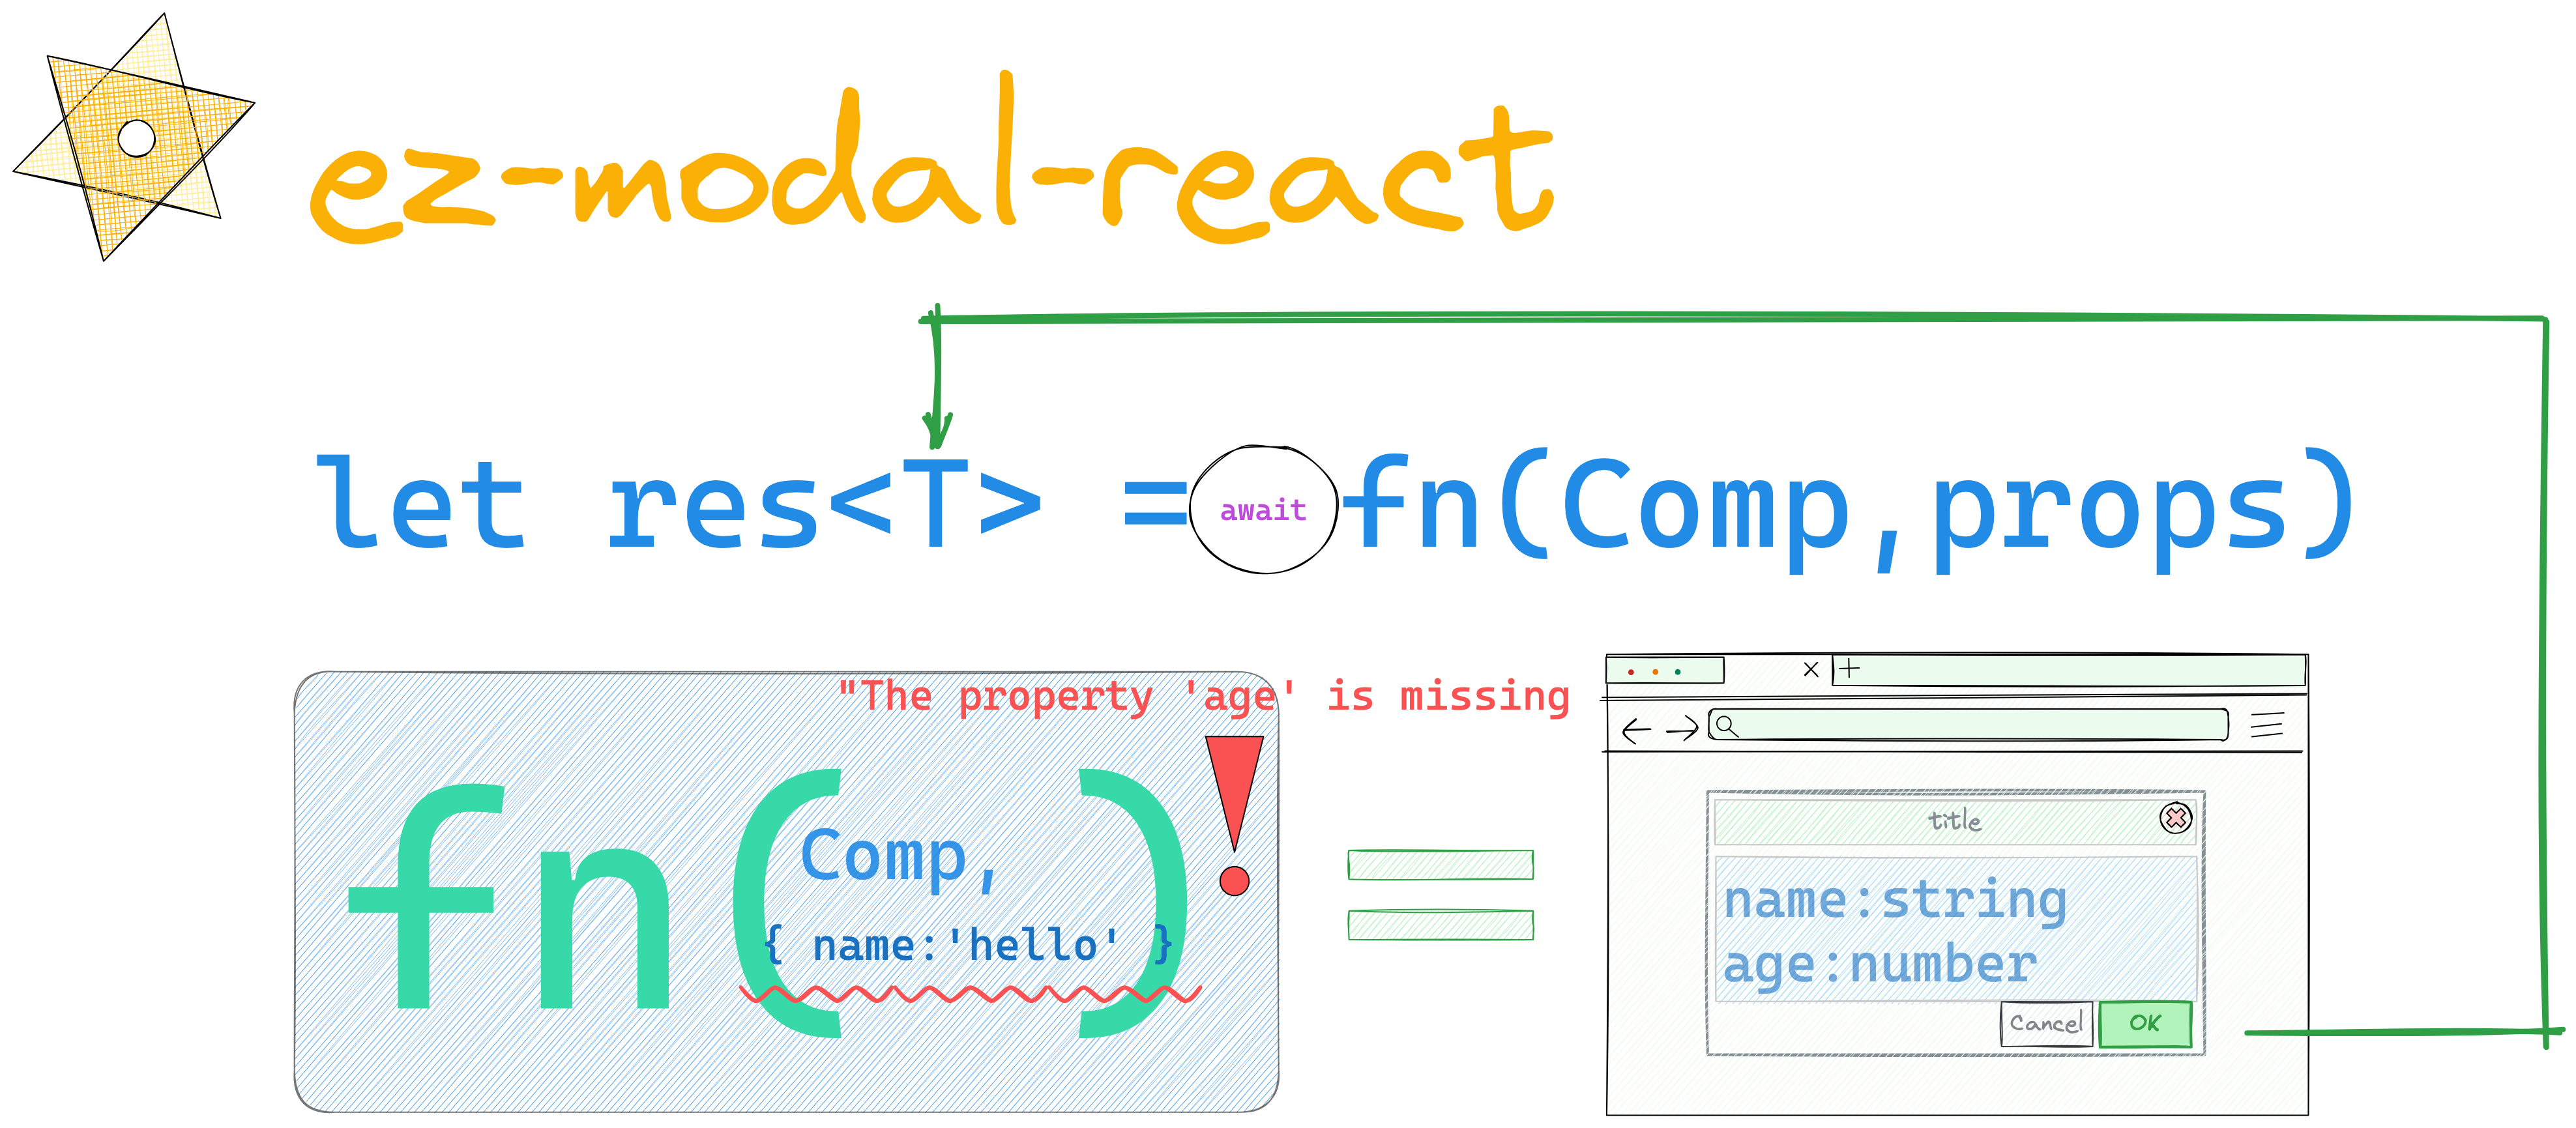 ez-modal-react
let res<T> = await fn(Comp,props)
"The property 'age' is missing
fn(
Comp,
{ name:'hello' }
)
title
name:string
age:number
Cancel
OK